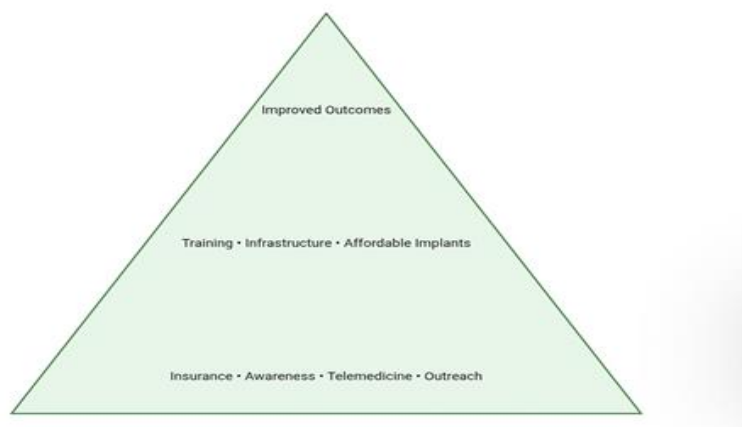 Improved Outcomes
Training • Infrastructure • Affordable Implants
Insurance • Awareness • Telemedicine • Outreach